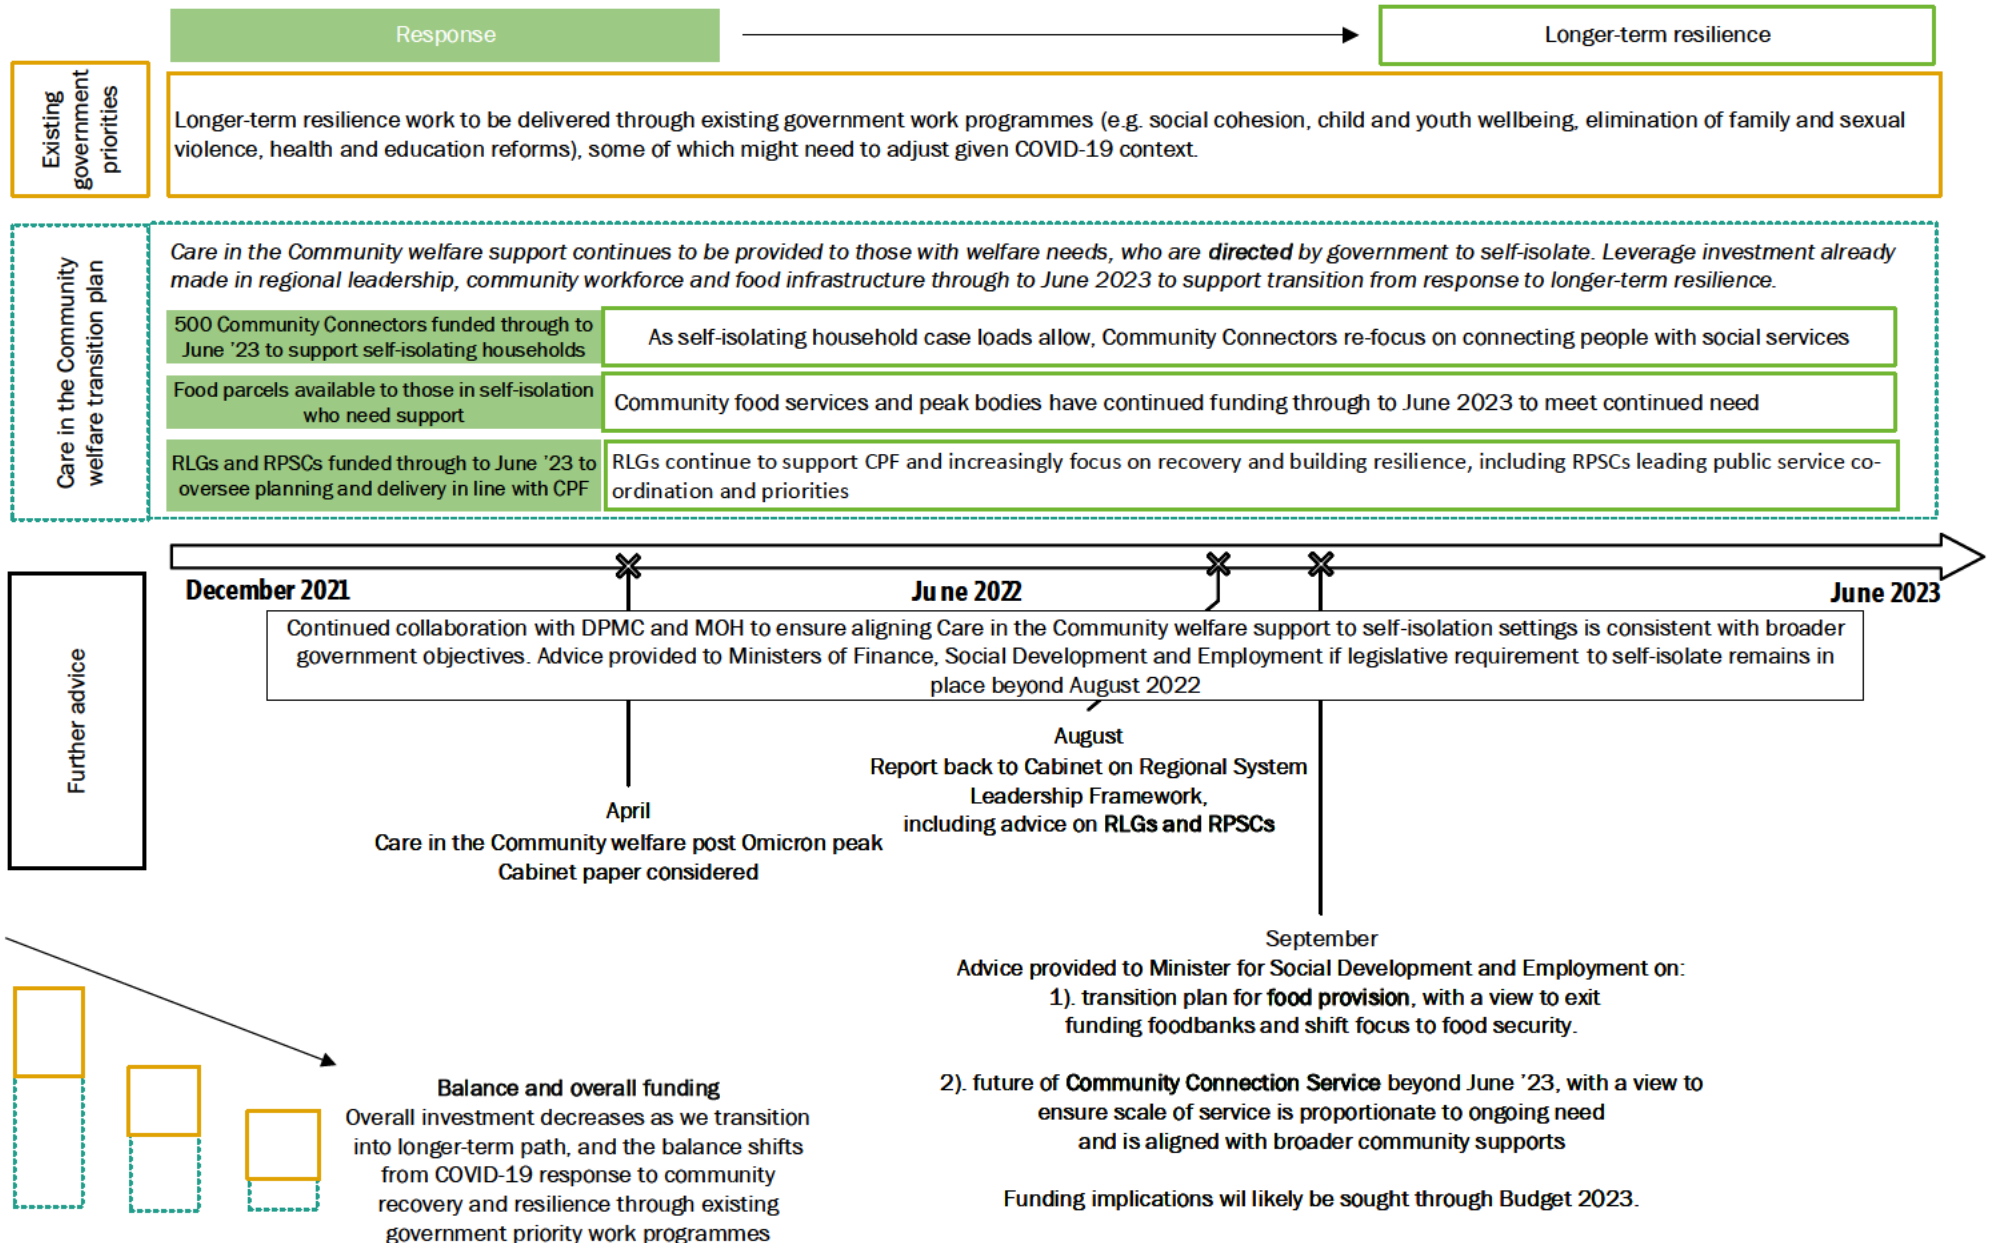 Response
Longer-term resilience
Existing
government
priorities
Longer-term resilience work to be delivered through existing government work programmes (e.g. social cohesion, child and youth wellbeing, elimination of family and sexual
violence, health and education reforms), some of which might need to adjust given COVID-19 context.
Care in the Community
welfare transition plan
Care in the Community welfare support continues to be provided to those with welfare needs, who are directed by government to self-isolate. Leverage investment already
made in regional leadership, community workforce and food infrastructure through to June 2023 to support transition from response to longer-term resilience.
500 Community Connectors funded through to
June ’23 to support self-isolating households
As self-isolating household case loads allow, Community Connectors re-focus on connecting people with social services
Food parcels available to those in self-isolation
who need support
Community food services and peak bodies have continued funding through to June 2023 to meet continued need
RLGs and RPSCs funded through to June ’23 to
oversee planning and delivery in line with CPF
RLGs continue to support CPF and increasingly focus on recovery and building resilience, including RPSCs leading public service co-
ordination and priorities
December 2021
June 2022
June 2023
Further advice
Continued collaboration with DPMC and MOH to ensure aligning Care in the Community welfare support to self-isolation settings is consistent with broader
government objectives. Advice provided to Ministers of Finance, Social Development and Employment if legislative requirement to self-isolate remains in
place beyond August 2022
August
Report back to Cabinet on Regional System
Leadership Framework,
including advice on RLGs and RPSCs
April
Care in the Community welfare post Omicron peak
Cabinet paper considered
September
Advice provided to Minister for Social Development and Employment on:
1). transition plan for food provision, with a view to exit
funding foodbanks and shift focus to food security.
2). future of Community Connection Service beyond June ’23, with a view to
ensure scale of service is proportionate to ongoing need
and is aligned with broader community supports
Funding implications wil likely be sought through Budget 2023.
Balance and overall funding
Overall investment decreases as we transition
into longer-term path, and the balance shifts
from COVID-19 response to community
recovery and resilience through existing
government priority work programmes